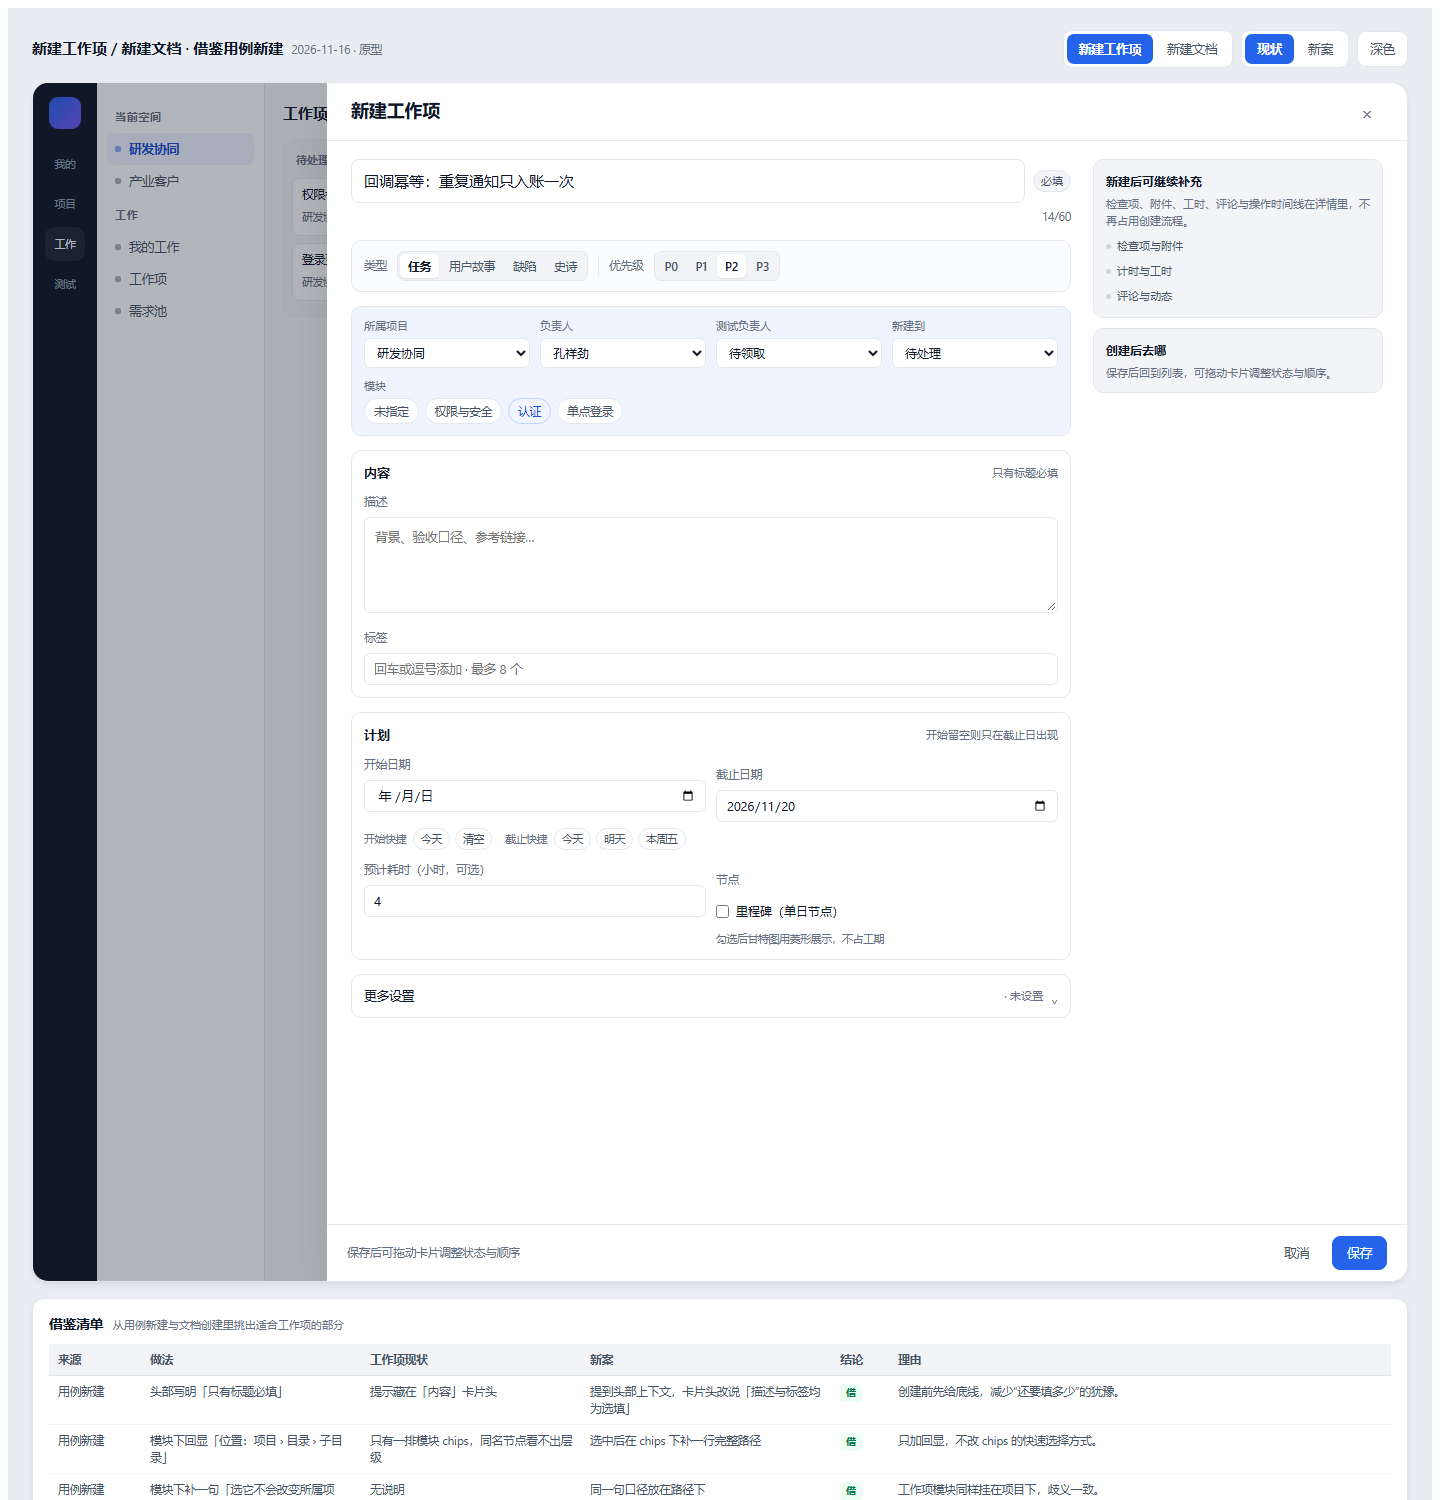 新建工作项 / 新建文档 · 借鉴用例新建 2026-11-16 · 原型
新建工作项 新建文档 现状 新案 深色
我的
项目
工作
测试
当前空间
研发协同
产业客户
工作
我的工作
工作项
需求池
工作项
待处理
研发协
研发协
新建工作项
×
回调幂等：重复通知只入账一次 必填
14/60
类型 任务 用户故事 缺陷 史诗 优先级 P0 P1 P2 P3
所属项目 负责人 测试负责人 新建到
研发协同 孔祥劲 待领取 待处理
模块
未指定 权限与安全 认证 单点登录
内容 只有标题必填
描述
背景、验收口径、参考链接...
标签
回车或逗号添加 · 最多 8 个
计划 开始留空则只在截止日出现
开始日期 截止日期
年 /月/日 2026/11/20
开始快捷 今天 清空 截止快捷 今天 明天 本周五
预计耗时（小时，可选） 节点
4
里程碑（单日节点）
勾选后甘特图用菱形展示，不占工期
更多设置 · 未设置
新建后可继续补充
检查项、附件、工时、评论与操作时间线在详情里，不
再占用创建流程。
检查项与附件
计时与工时
评论与动态
创建后去哪
保存后回到列表，可拖动卡片调整状态与顺序。
保存后可拖动卡片调整状态与顺序 取消 保存
借鉴清单 从用例新建与文档创建里挑出适合工作项的部分
来源 做法 工作项现状 新案 结论 理由
用例新建 头部写明「只有标题必填」 提示藏在「内容」卡片头 提到头部上下文，卡片头改说「描述与标签均
为选填」 借 创建前先给底线，减少“还要填多少”的犹豫。
用例新建 模块下回显「位置：项目 › 目录 › 子目
录」 只有一排模块 chips，同名节点看不出层
级 选中后在 chips 下补一行完整路径 借 只加回显，不改 chips 的快速选择方式。
用例新建 模块下补一句「选它不会改变所属项 无说明 同一句口径放在路径下 借 工作项模块同样挂在项目下，歧义一致。